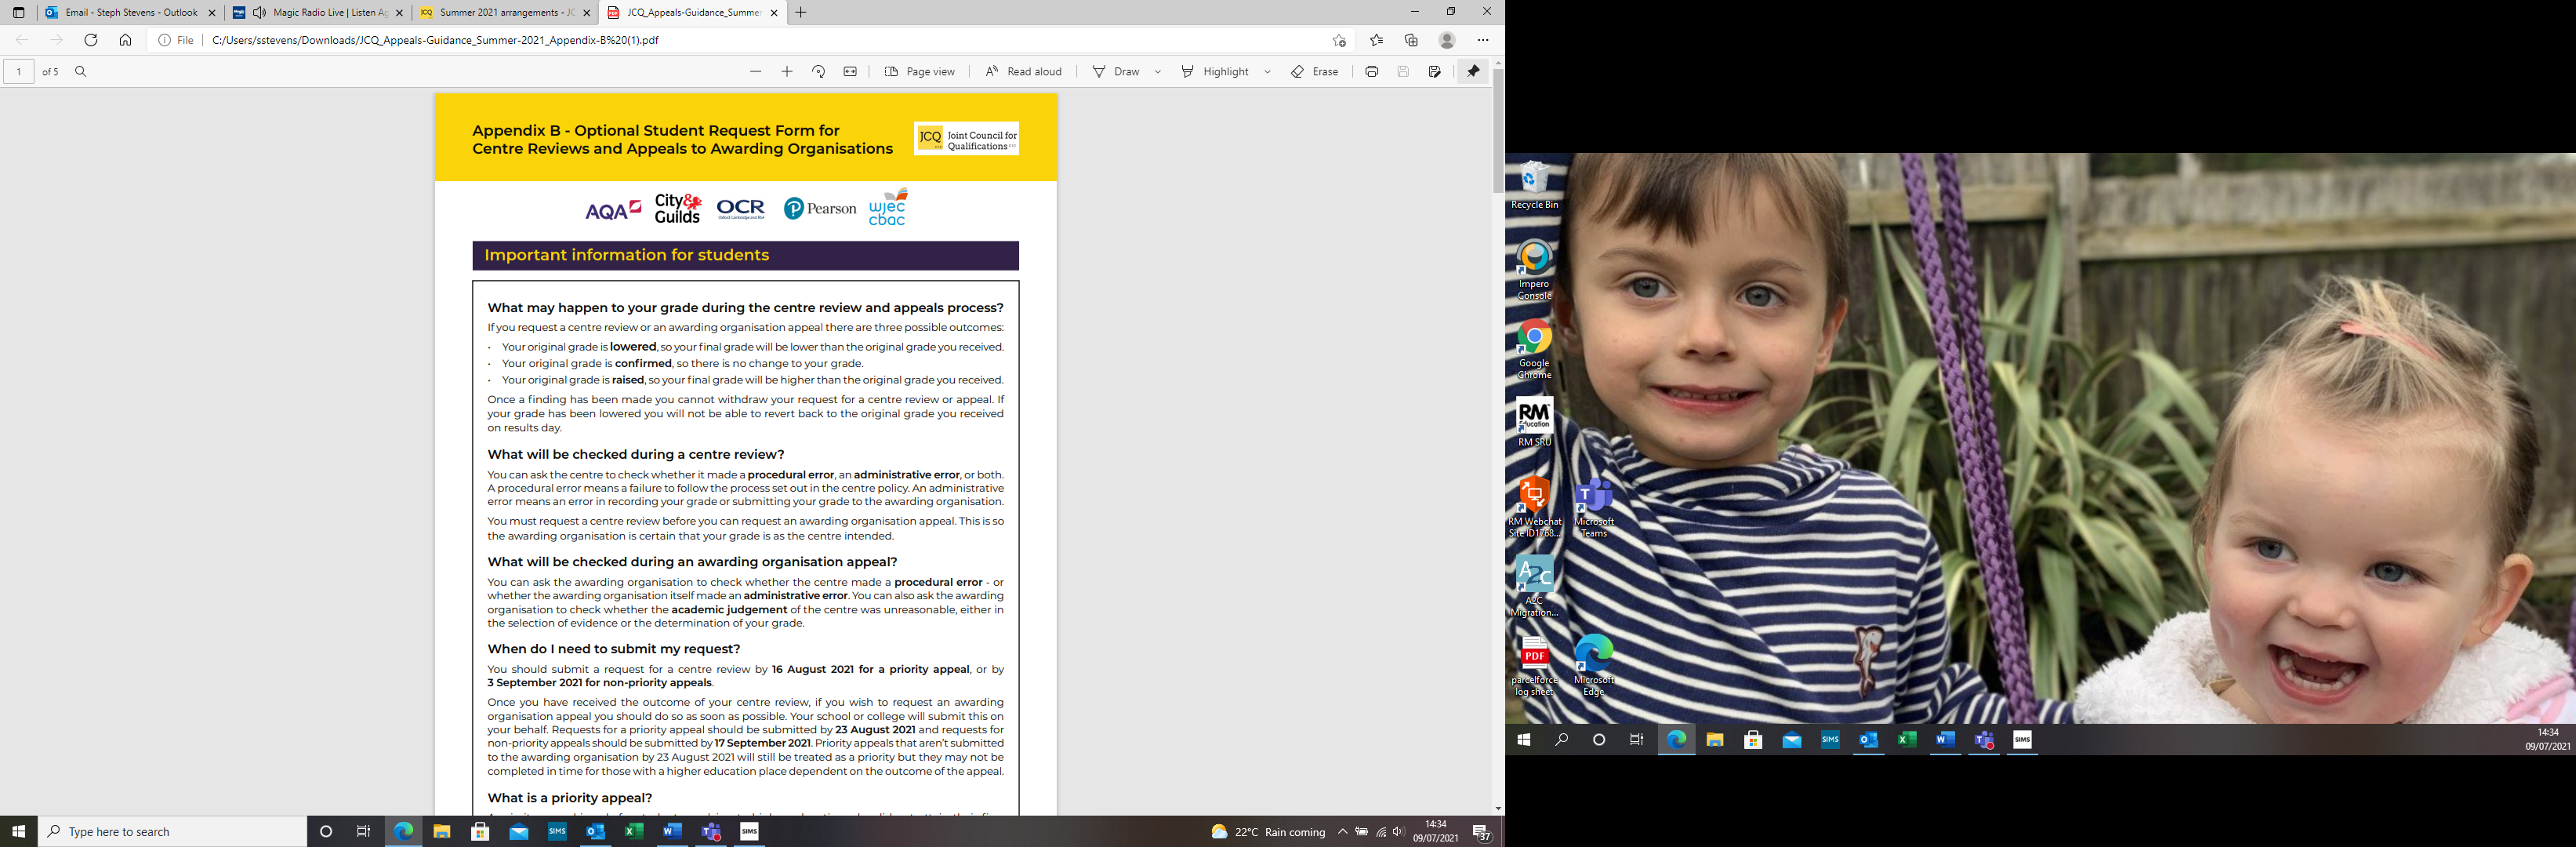 Email - Steph Stevens - Outlook
Magic Radio Live | Listen A
Summer 2021 arrangements - JC
JCQ_Appeals-Guidance_Summer
File C:/Users/sstevens/Downloads/JCQ_Appeals-Guidance_Summer-2021_Appendix-B%20(1).pdf
1 of 5 Page view Read aloud Draw Highlight Erase
Appendix B - Optional Student Request Form for
Centre Reviews and Appeals to Awarding Organisations
JCQ Joint Council for
Qualifications
AQA City& Guilds OCR Pearson wjec cbac
Important information for students
What may happen to your grade during the centre review and appeals process?
If you request a centre review or an awarding organisation appeal there are three possible outcomes:
· Your original grade is lowered, so your final grade will be lower than the original grade you received.
· Your original grade is confirmed, so there is no change to your grade.
· Your original grade is raised, so your final grade will be higher than the original grade you received.
Once a finding has been made you cannot withdraw your request for a centre review or appeal. If
your grade has been lowered you will not be able to revert back to the original grade you received
on results day.
What will be checked during a centre review?
You can ask the centre to check whether it made a procedural error, an administrative error, or both.
A procedural error means a failure to follow the process set out in the centre policy. An administrative
error means an error in recording your grade or submitting your grade to the awarding organisation.
You must request a centre review before you can request an awarding organisation appeal. This is so
the awarding organisation is certain that your grade is as the centre intended.
What will be checked during an awarding organisation appeal?
You can ask the awarding organisation to check whether the centre made a procedural error - or
whether the awarding organisation itself made an administrative error. You can also ask the awarding
organisation to check whether the academic judgement of the centre was unreasonable, either in
the selection of evidence or the determination of your grade.
When do I need to submit my request?
You should submit a request for a centre review by 16 August 2021 for a priority appeal, or by
3 September 2021 for non-priority appeals.
Once you have received the outcome of your centre review, if you wish to request an awarding
organisation appeal you should do so as soon as possible. Your school or college will submit this on
your behalf. Requests for a priority appeal should be submitted by 23 August 2021 and requests for
non-priority appeals should be submitted by 17 September 2021. Priority appeals that aren't submitted
to the awarding organisation by 23 August 2021 will still be treated as a priority but they may not be
completed in time for those with a higher education place dependent on the outcome of the appeal.
What is a priority appeal?
Type here to search
SIMS
SIMS
22°C Rain coming
14:34
09/07/2021
37
Recycle Bin
Impero
Console
Google
Chrome
RM
Education
RM SRU
RM Webchat
Site ID1768...
Microsoft
Teams
A2C
A2C
Migration...
PDF
parcelforce
log sheet
Microsoft
Edge
SIMS
SIMS
14:34
09/07/2021